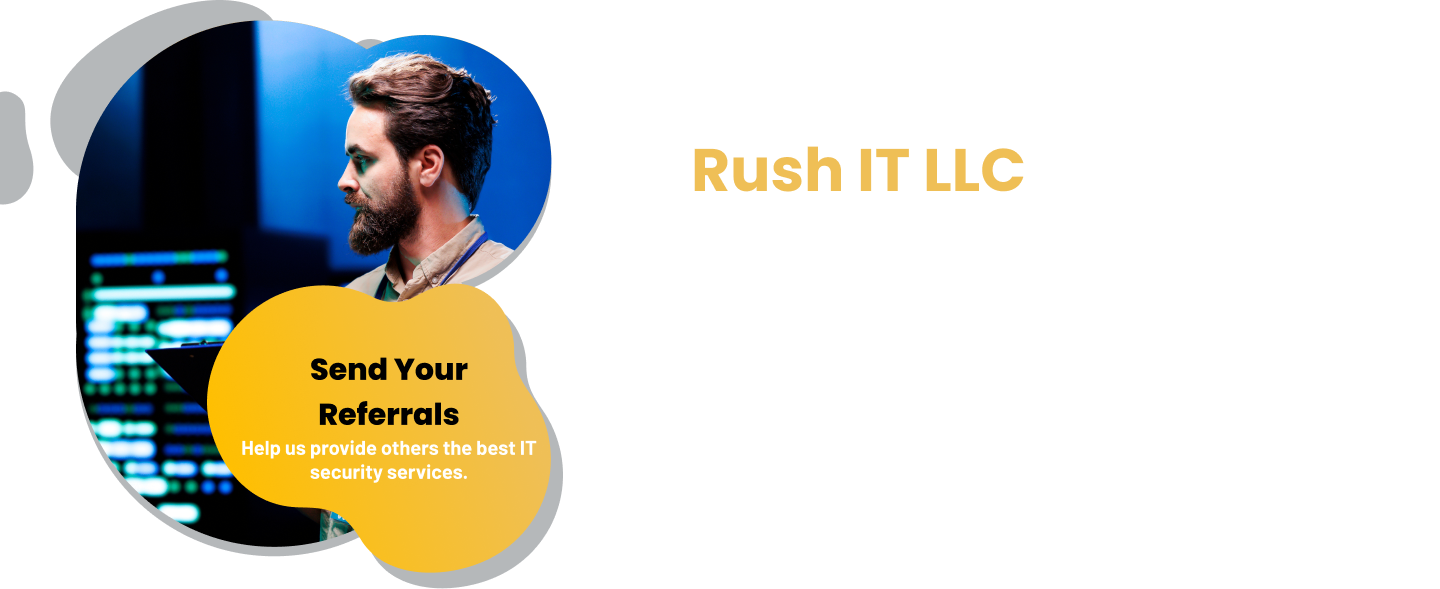 Rush IT LLC
Send Your
Referrals
Help us provide others the best IT
security services.